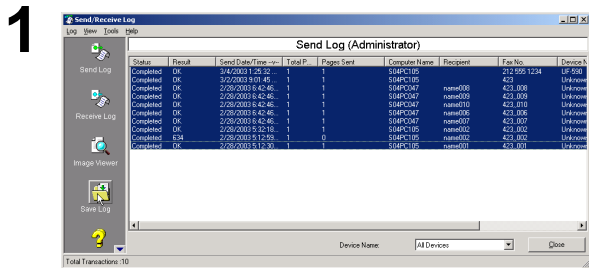 1
Send/Receive Log
Log View Tools Help
Send Log (Administrator)
Status Result Send Date/Time --v-- Total P... Pages Sent Computer Name Recipient Fax No. Device N
Completed OK 3/4/2003 1:25:32 ... 1 1 S04PC105 212 555 1234 UF-590
Completed OK 3/2/2003 9:01:45 ... 1 1 S04PC105 423 Unknown
Completed OK 2/28/2003 6:42:46... 1 1 S04PC047 name008 423_008 Unknown
Completed OK 2/28/2003 6:42:46... 1 1 S04PC047 name009 423_009 Unknown
Completed OK 2/28/2003 6:42:46... 1 1 S04PC047 name010 423_010 Unknown
Completed OK 2/28/2003 6:42:46... 1 1 S04PC047 name006 423_006 Unknown
Completed OK 2/28/2003 6:42:46... 1 1 S04PC047 name007 423_007 Unknown
Completed OK 2/28/2003 5:32:18... 1 1 S04PC105 name002 423_002 Unknown
Completed 634 2/28/2003 5:12:59... 1 0 S04PC105 name002 423_002 Unknown
Completed OK 2/28/2003 5:12:30... 1 1 S04PC105 name001 423_001 Unknown
Send Log
Receive Log
Image Viewer
Save Log
Device Name: All Devices Close
Total Transactions :10